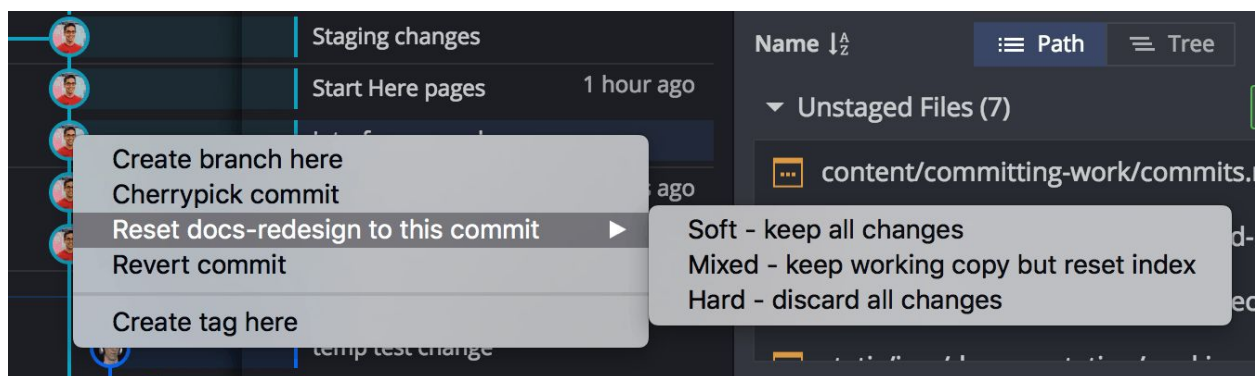 Staging changes
Start Here pages 1 hour ago
ago
temp test change
Create branch here
Cherrypick commit
Reset docs-redesign to this commit
Revert commit
Create tag here
Soft - keep all changes
Mixed - keep working copy but reset index
Hard - discard all changes
Name
Path
Tree
Unstaged Files (7)
content/committing-work/commits.